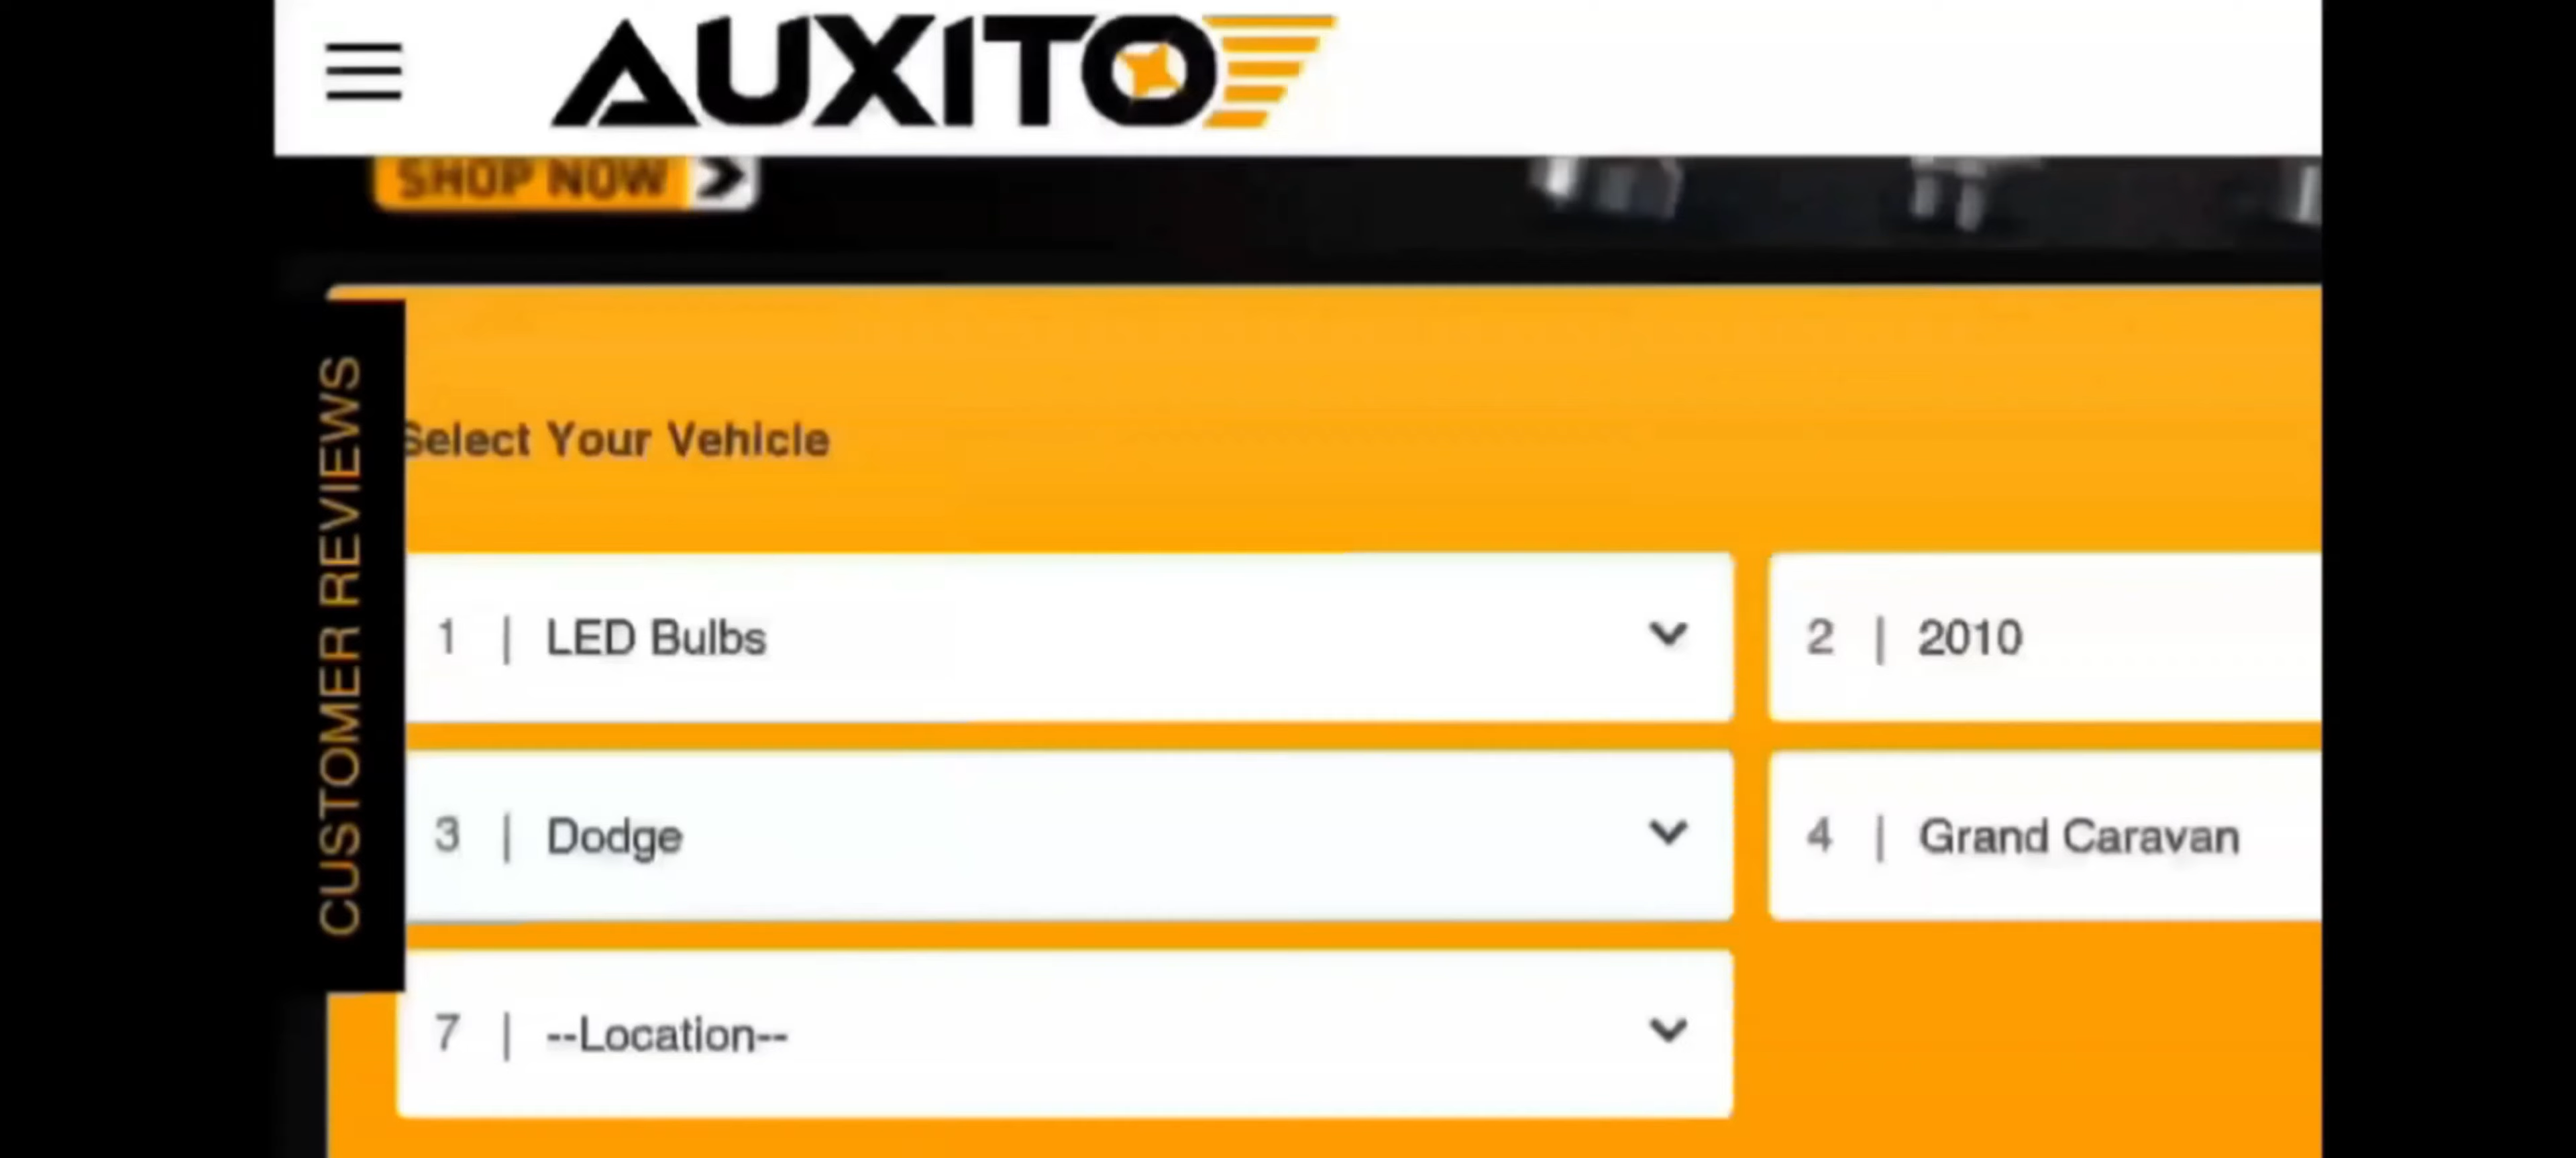 AUXITO
SHOP NOW
CUSTOMER REVIEWS
Select Your Vehicle
1 | LED Bulbs
2 | 2010
3 | Dodge
4 | Grand Caravan
7 | --Location--